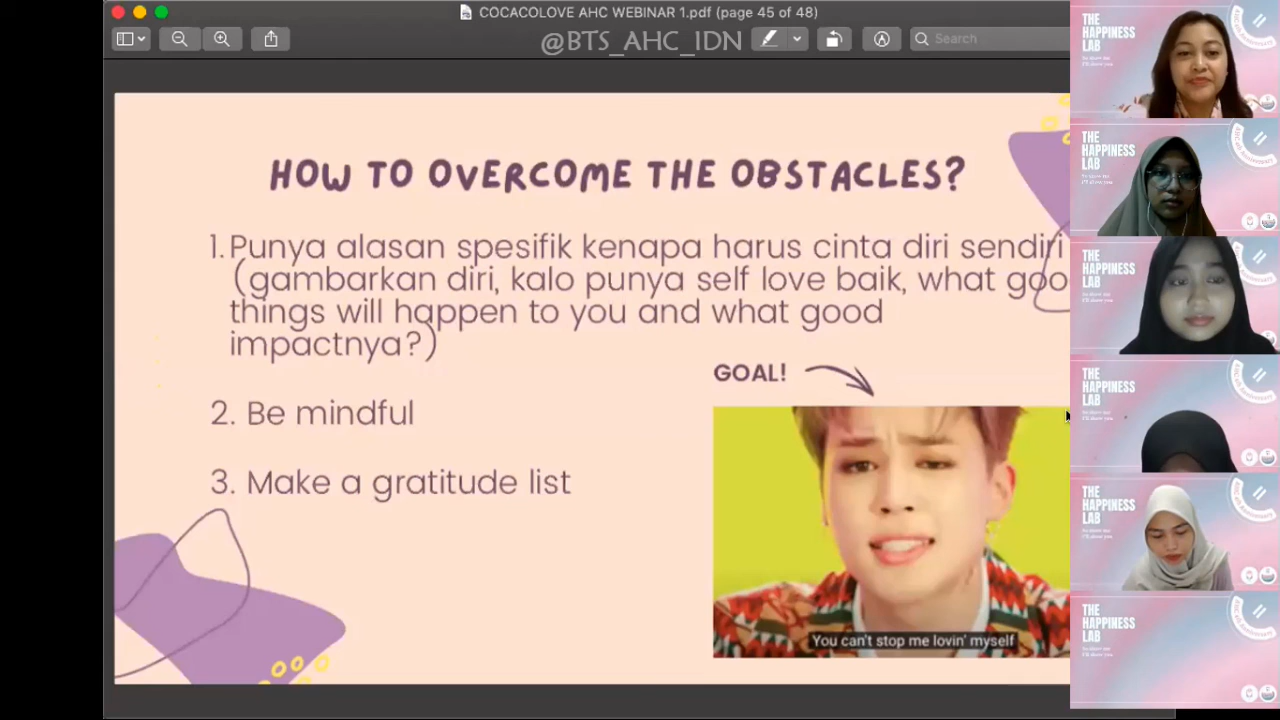 COCACOLOVE AHC WEBINAR 1.pdf (page 45 of 48)
@BTS_AHC_IDN
Search
HOW TO OVERCOME THE OBSTACLES?
1. Punya alasan spesifik kenapa harus cinta diri sendiri
(gambarkan diri, kalo punya self love baik, what goo
things will happen to you and what good
impactnya?)
GOAL!
2. Be mindful
3. Make a gratitude list
You can't stop me lovin' myself
THE
HAPPINESS
LAB
THE
HAPPINESS
LAB
THE
HAPPINESS
LAB
THE
HAPPINESS
LAB
THE
HAPPINESS
LAB
THE
HAPPINESS
LAB